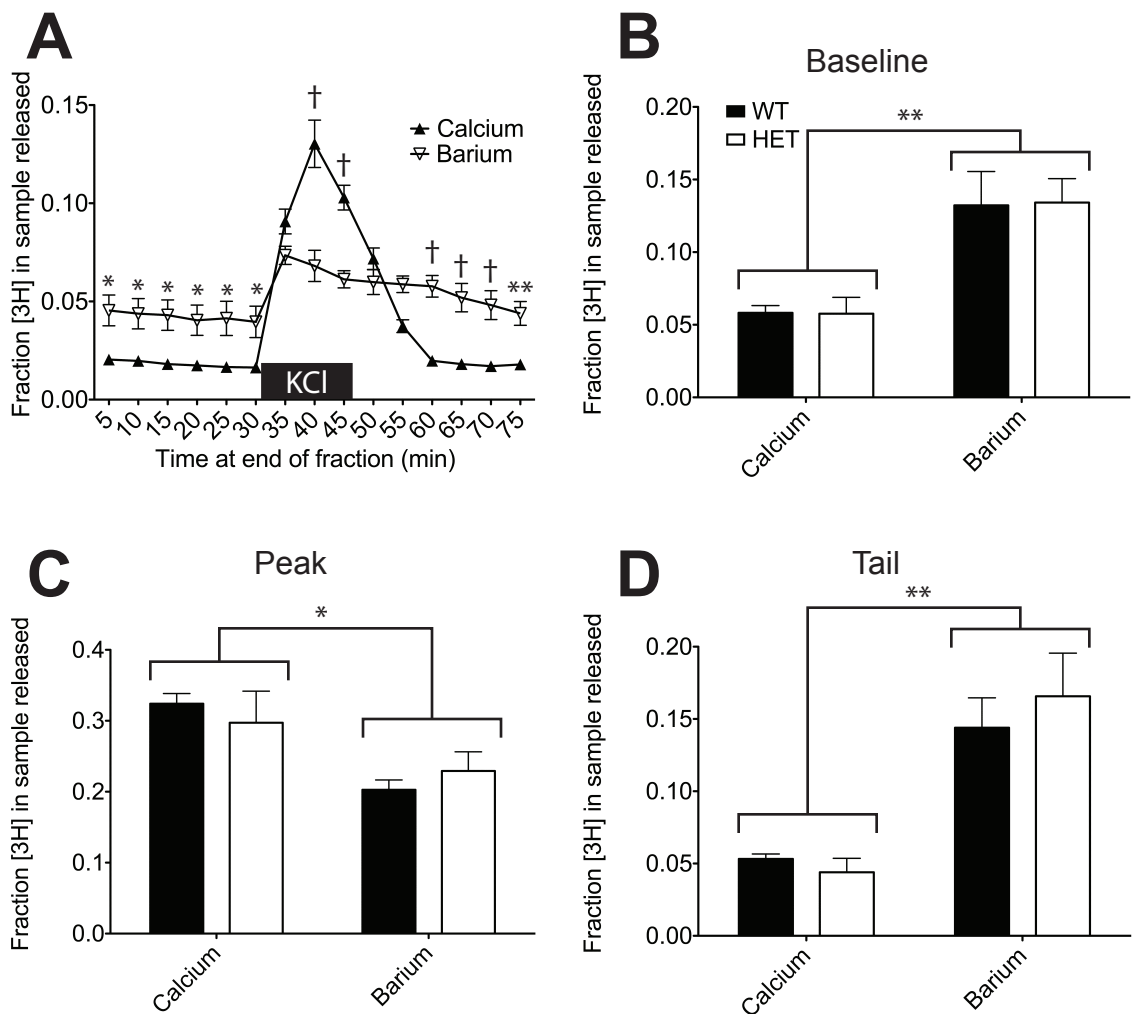 A
Fraction [3H] in sample released
0.15
0.10
0.05
0.00
† † † † †
* * * * * * **
Calcium
Barium
KCl
5 10 15 20 25 30 35 40 45 50 55 60 65 70 75
Time at end of fraction (min)
B
Baseline
Fraction [3H] in sample released
0.20
0.15
0.10
0.05
0.00
WT
HET
**
Calcium Barium
C
Peak
Fraction [3H] in sample released
0.4
0.3
0.2
0.1
0.0
*
Calcium Barium
D
Tail
Fraction [3H] in sample released
0.20
0.15
0.10
0.05
0.00
**
Calcium Barium